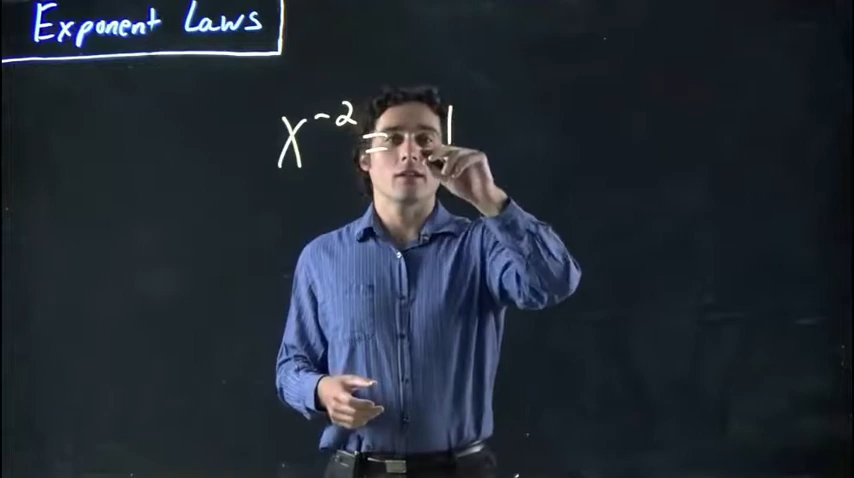 Exponent Laws
x⁻² = 1